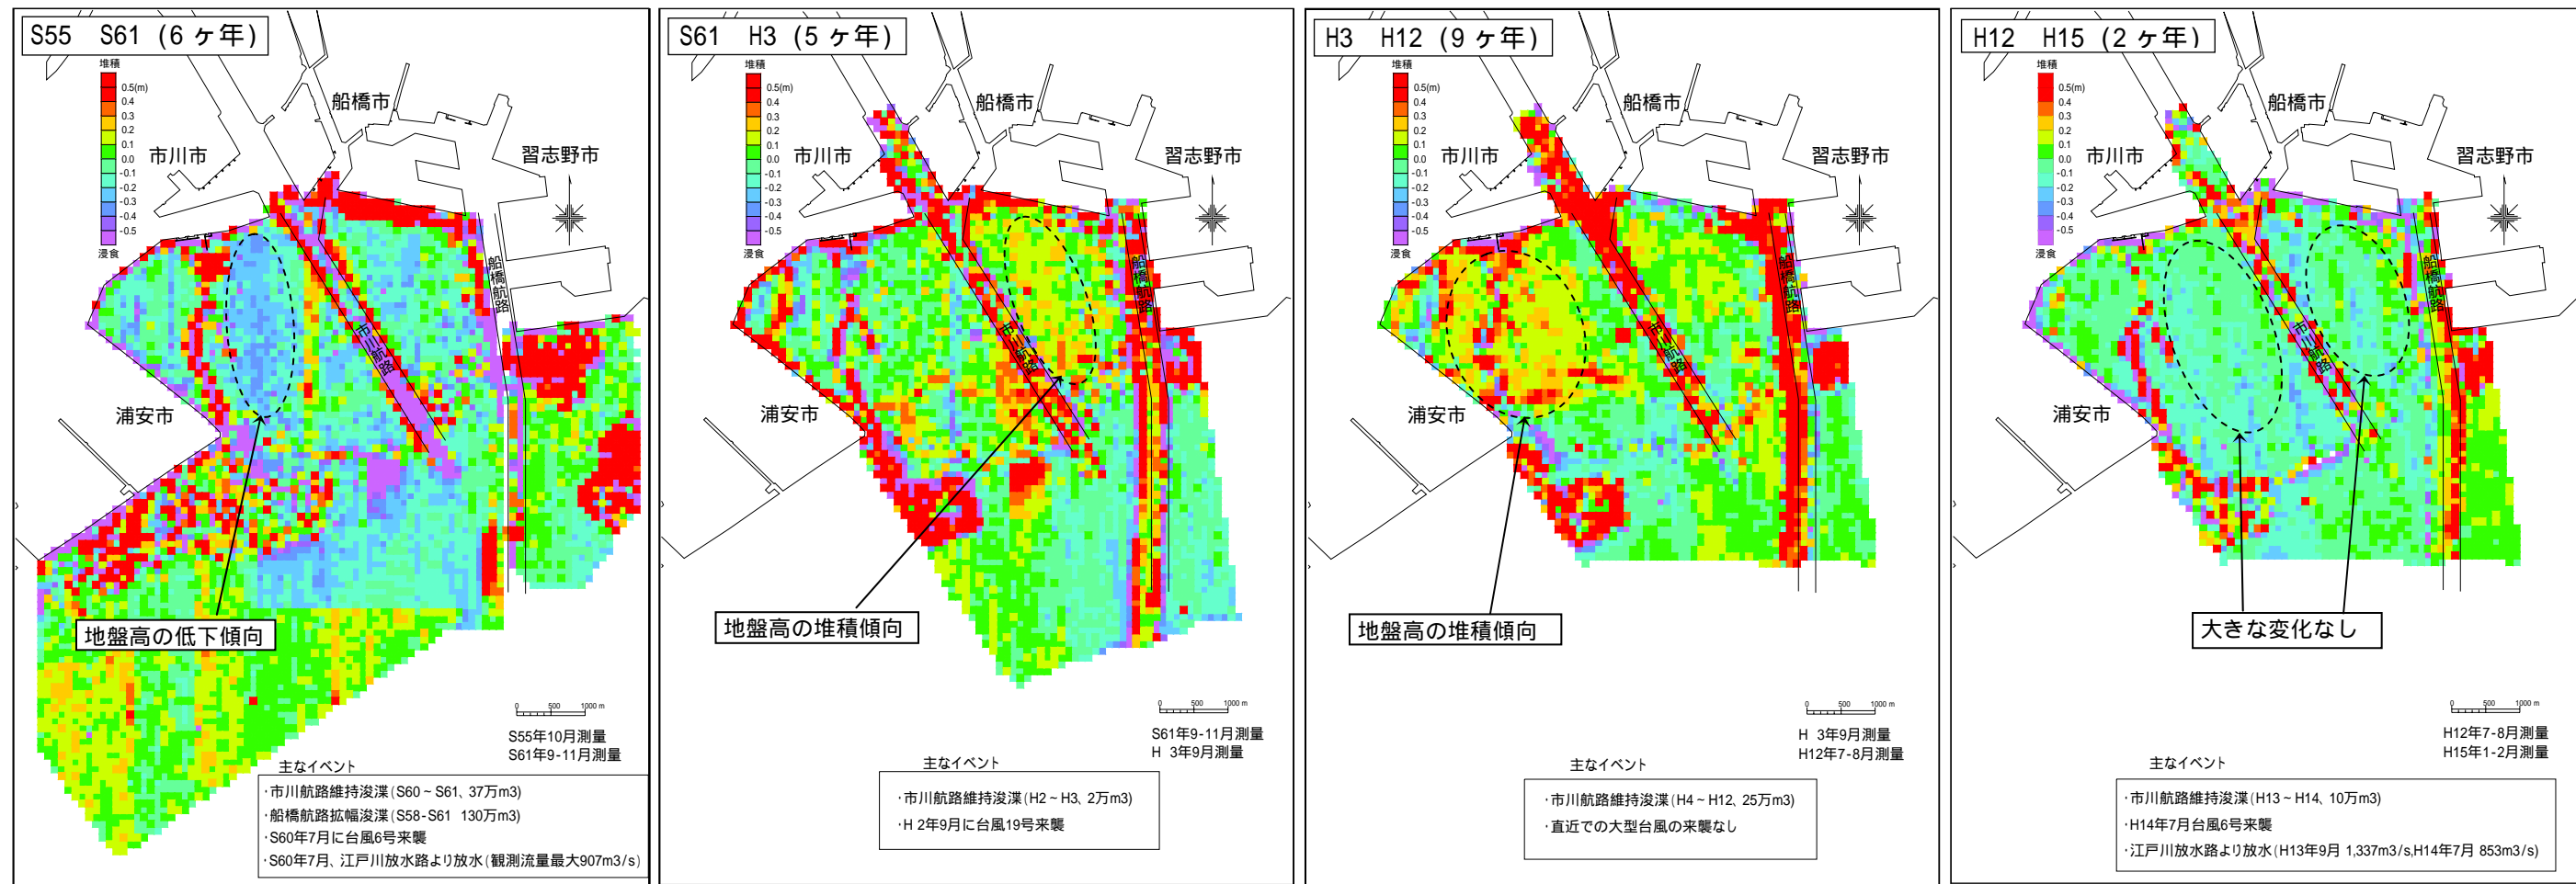 S55 S61 (6ヶ年)
堆積
0.5(m)
0.4
0.3
0.2
0.1
0.0
-0.1
-0.2
-0.3
-0.4
-0.5
浸食
船橋市
市川市
習志野市
船橋航路
市川航路
浦安市
地盤高の低下傾向
0 500 1000 m
S55年10月測量
S61年9-11月測量
主なイベント
・市川航路維持浚渫(S60~S61、37万m3)
・船橋航路拡幅浚渫(S58-S61 130万m3)
・S60年7月に台風6号来襲
・S60年7月、江戸川放水路より放水(観測流量最大907m3/s)
S61 H3 (5ヶ年)
堆積
0.5(m)
0.4
0.3
0.2
0.1
0.0
-0.1
-0.2
-0.3
-0.4
-0.5
浸食
船橋市
市川市
習志野市
船橋航路
市川航路
浦安市
地盤高の堆積傾向
0 500 1000 m
S61年9-11月測量
H 3年9月測量
主なイベント
・市川航路維持浚渫(H2~H3、2万m3)
・H 2年9月に台風19号来襲
H3 H12 (9ヶ年)
堆積
0.5(m)
0.4
0.3
0.2
0.1
0.0
-0.1
-0.2
-0.3
-0.4
-0.5
浸食
船橋市
市川市
習志野市
船橋航路
市川航路
浦安市
地盤高の堆積傾向
0 500 1000 m
H 3年9月測量
H12年7-8月測量
主なイベント
・市川航路維持浚渫(H4~H12、25万m3)
・直近での大型台風の来襲なし
H12 H15 (2ヶ年)
堆積
0.5(m)
0.4
0.3
0.2
0.1
0.0
-0.1
-0.2
-0.3
-0.4
-0.5
浸食
船橋市
市川市
習志野市
船橋航路
市川航路
浦安市
大きな変化なし
0 500 1000 m
H12年7-8月測量
H15年1-2月測量
主なイベント
・市川航路維持浚渫(H13~H14、10万m3)
・H14年7月台風6号来襲
・江戸川放水路より放水(H13年9月 1,337m3/s,H14年7月 853m3/s)